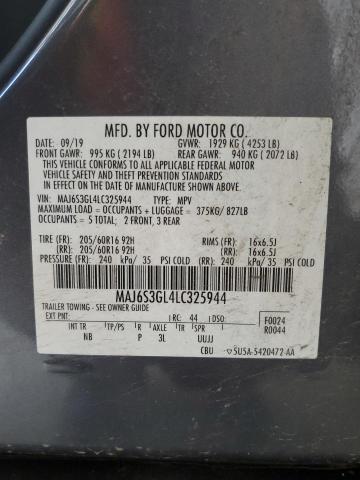 MFD. BY FORD MOTOR CO.
DATE: 09/19 GVWR: 1929 KG ( 4253 LB)
FRONT GAWR: 995 KG ( 2194 LB) REAR GAWR: 940 KG ( 2072 LB)
THIS VEHICLE CONFORMS TO ALL APPLICABLE FEDERAL MOTOR
VEHICLE SAFETY AND THEFT PREVENTION STANDARDS
IN EFFECT ON THE DATE OF MANUFACTURE SHOWN ABOVE.
VIN: MAJ6S3GL4LC325944 TYPE: MPV
MAXIMUM LOAD = OCCUPANTS + LUGGAGE = 375KG/ 827LB
OCCUPANTS = 5 TOTAL: 2 FRONT, 3 REAR
TIRE (FR): 205/60R16 92H RIMS (FR): 16x6.5J
(RR): 205/60R16 92H (RR): 16x6.5J
PRESSURE (FR) 240 kPa/ 35 PSI COLD (RR) 240 kPa/ 35 PSI COLD
MAJ6S3GL4LC325944
TRAILER TOWING - SEE OWNER GUIDE
EXT PNT: RC: 44 DSO: F0024
R0044
INT TR TP/PS R AXLE TR SPR
NB P 3L UUJJ
CBU SU5A-5420472-AA